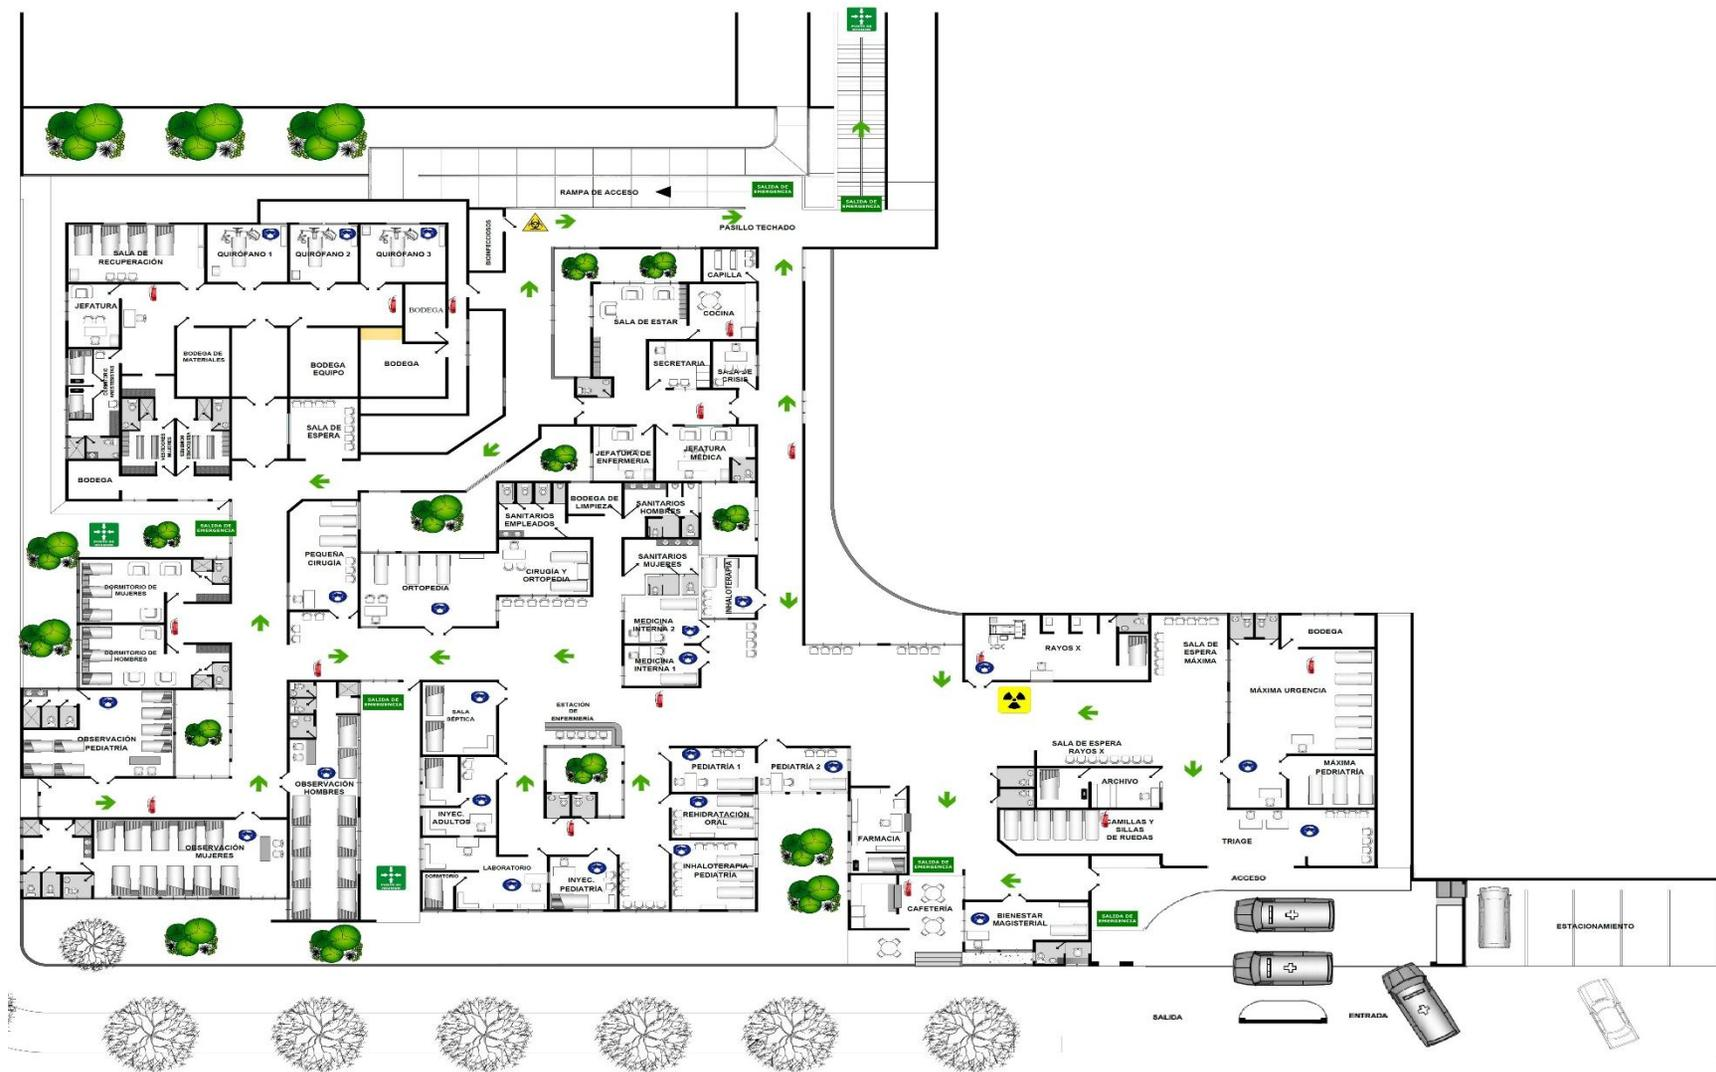 RAMPA DE ACCESO
SALIDA DE
EMERGENCIA
SALIDA DE
EMERGENCIA
PASILLO TECHADO
BIOINFECCIOSOS
SALA DE
RECUPERACIÓN
QUIRÓFANO 1
QUIRÓFANO 2
QUIRÓFANO 3
CAPILLA
JEFATURA
BODEGA
SALA DE ESTAR
COCINA
BODEGA DE
MATERIALES
BODEGA
EQUIPO
BODEGA
SECRETARIA
SALA DE
CRISIS
SALA DE
ESPERA
VESTIDORES
MUJERES
JEFATURA DE
ENFERMERIA
JEFATURA
MÉDICA
BODEGA
BODEGA DE
LIMPIEZA
SANITARIOS
HOMBRES
SANITARIOS
EMPLEADOS
SALIDA DE
EMERGENCIA
PEQUEÑA
CIRUGÍA
ORTOPEDIA
CIRUGÍA Y
ORTOPEDIA
SANITARIOS
MUJERES
INHALOTERAPIA
DORMITORIO DE
MUJERES
MEDICINA
INTERNA 2
MEDICINA
INTERNA 1
DORMITORIO DE
HOMBRES
RAYOS X
SALA DE
ESPERA
MÁXIMA
BODEGA
MÁXIMA URGENCIA
SALIDA DE
EMERGENCIA
SALA
SÉPTICA
ESTACIÓN
DE
ENFERMERÍA
OBSERVACIÓN
PEDIATRÍA
SALA DE ESPERA
RAYOS X
PEDIATRÍA 1
PEDIATRÍA 2
MÁXIMA
PEDRIATRÍA
ARCHIVO
OBSERVACIÓN
HOMBRES
INYEC.
ADULTOS
REHIDRATACIÓN
ORAL
CAMILLAS Y
SILLAS
DE RUEDAS
FARMACIA
TRIAGE
OBSERVACIÓN
MUJERES
LABORATORIO
DORMITORIO
INYEC.
PEDIATRÍA
INHALOTERAPIA
PEDIATRÍA
SALIDA DE
EMERGENCIA
ACCESO
CAFETERÍA
BIENESTAR
MAGISTERIAL
SALIDA DE
EMERGENCIA
ESTACIONAMIENTO
SALIDA
ENTRADA